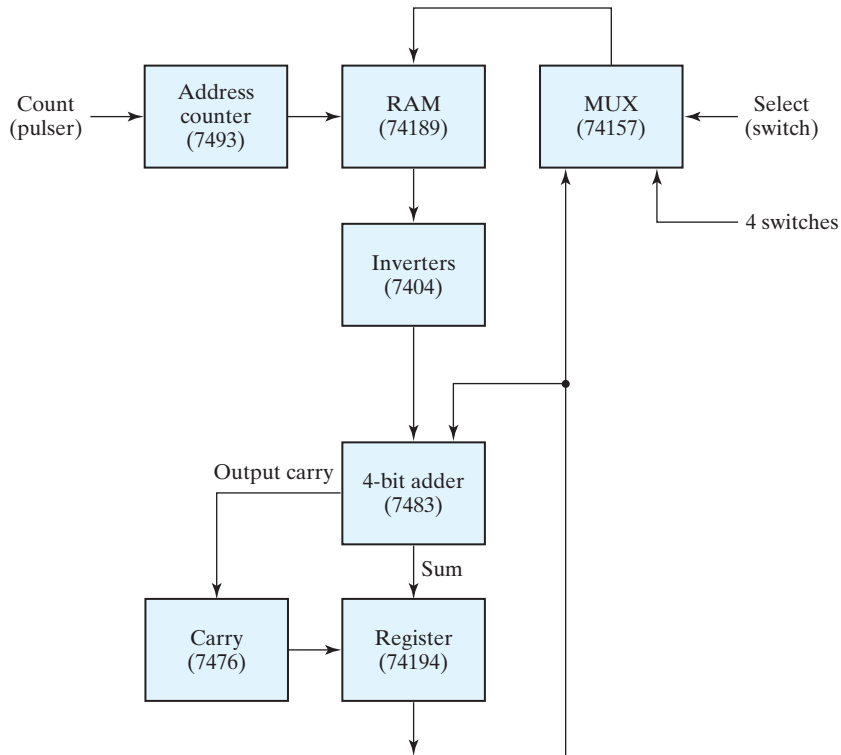 Count
(pulser)
Address
counter
(7493)
RAM
(74189)
MUX
(74157)
Select
(switch)
4 switches
Inverters
(7404)
Output carry
4-bit adder
(7483)
Sum
Carry
(7476)
Register
(74194)